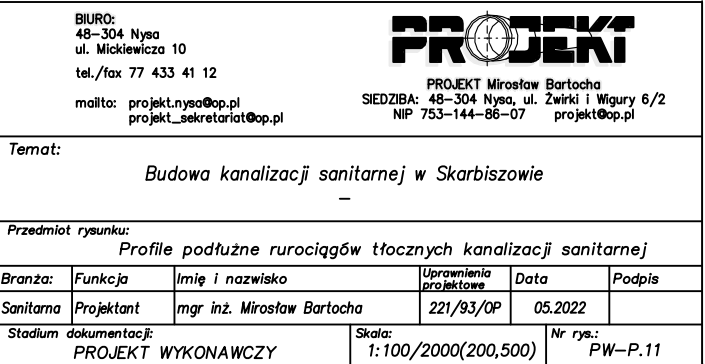 BIURO:
48-304 Nysa
ul. Mickiewicza 10
tel./fax 77 433 41 12
mailto: projekt.nysa@op.pl
projekt_sekretariat@op.pl
PROJEKT
PROJEKT Mirosław Bartocha
SIEDZIBA: 48-304 Nysa, ul. Żwirki i Wigury 6/2
NIP 753-144-86-07 projekt@op.pl
Temat:
Budowa kanalizacji sanitarnej w Skarbiszowie
-
Przedmiot rysunku:
Profile podłużne rurociągów tłocznych kanalizacji sanitarnej
Branża: Funkcja Imię i nazwisko Uprawnienia projektowe Data Podpis
Sanitarna Projektant mgr inż. Mirosław Bartocha 221/93/OP 05.2022
Stadium dokumentacji: Skala: Nr rys.:
PROJEKT WYKONAWCZY 1:100/2000(200,500) PW-P.11